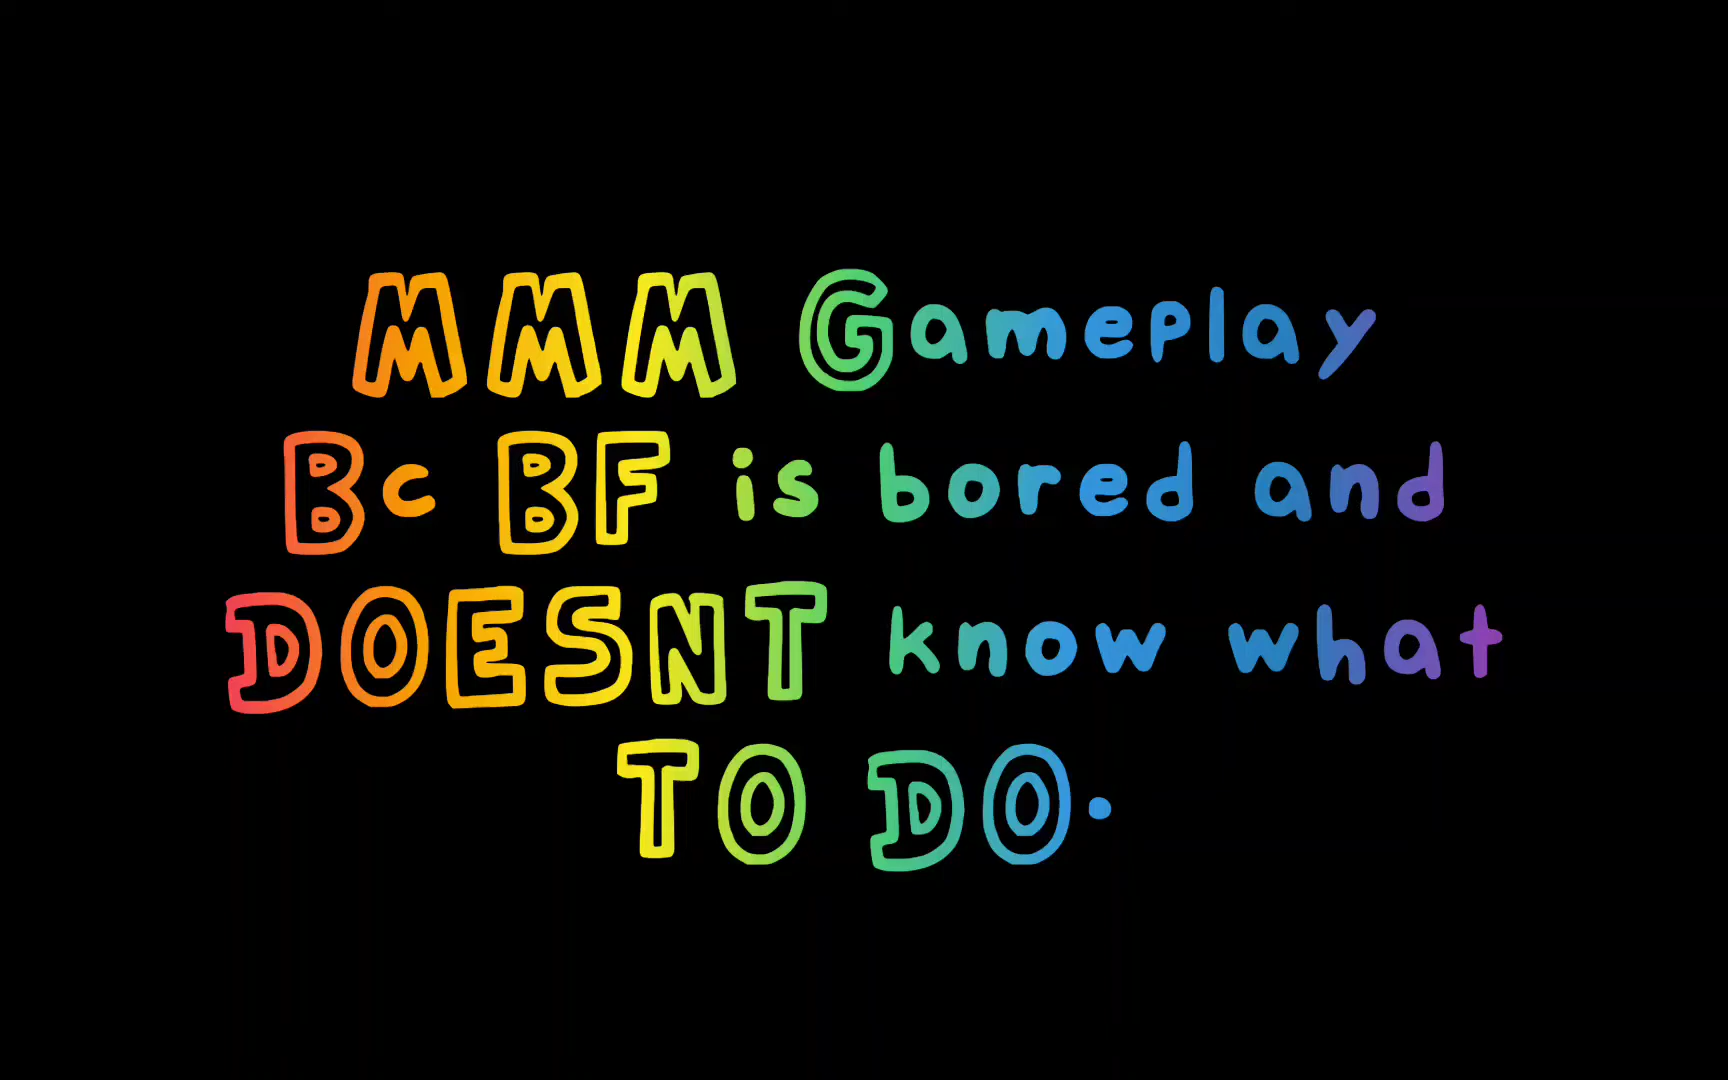 MMM Gameplay
Bc BF is bored and
DOESNT know what
TO DO.